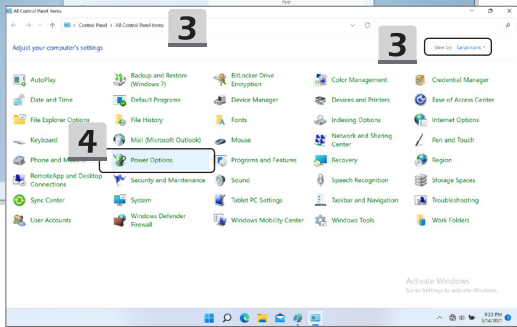 App
All Control Panel Items
Control Panel > All Control Panel Items
3
Adjust your computer's settings
3
View by: Large icons
AutoPlay
Backup and Restore
(Windows 7)
BitLocker Drive
Encryption
Color Management
Credential Manager
Date and Time
Default Programs
Device Manager
Devices and Printers
Ease of Access Center
File Explorer Options
File History
Fonts
Indexing Options
Internet Options
Keyboard
4
Mail (Microsoft Outlook)
Mouse
Network and Sharing
Center
Pen and Touch
Phone and
Power Options
Programs and Features
Recovery
Region
RemoteApp and Desktop
Connections
Security and Maintenance
Sound
Speech Recognition
Storage Spaces
Sync Center
System
Tablet PC Settings
Taskbar and Navigation
Troubleshooting
User Accounts
Windows Defender
Firewall
Windows Mobility Center
Windows Tools
Work Folders
Activate Windows
Go to Settings to activate Windows.
8:22 PM